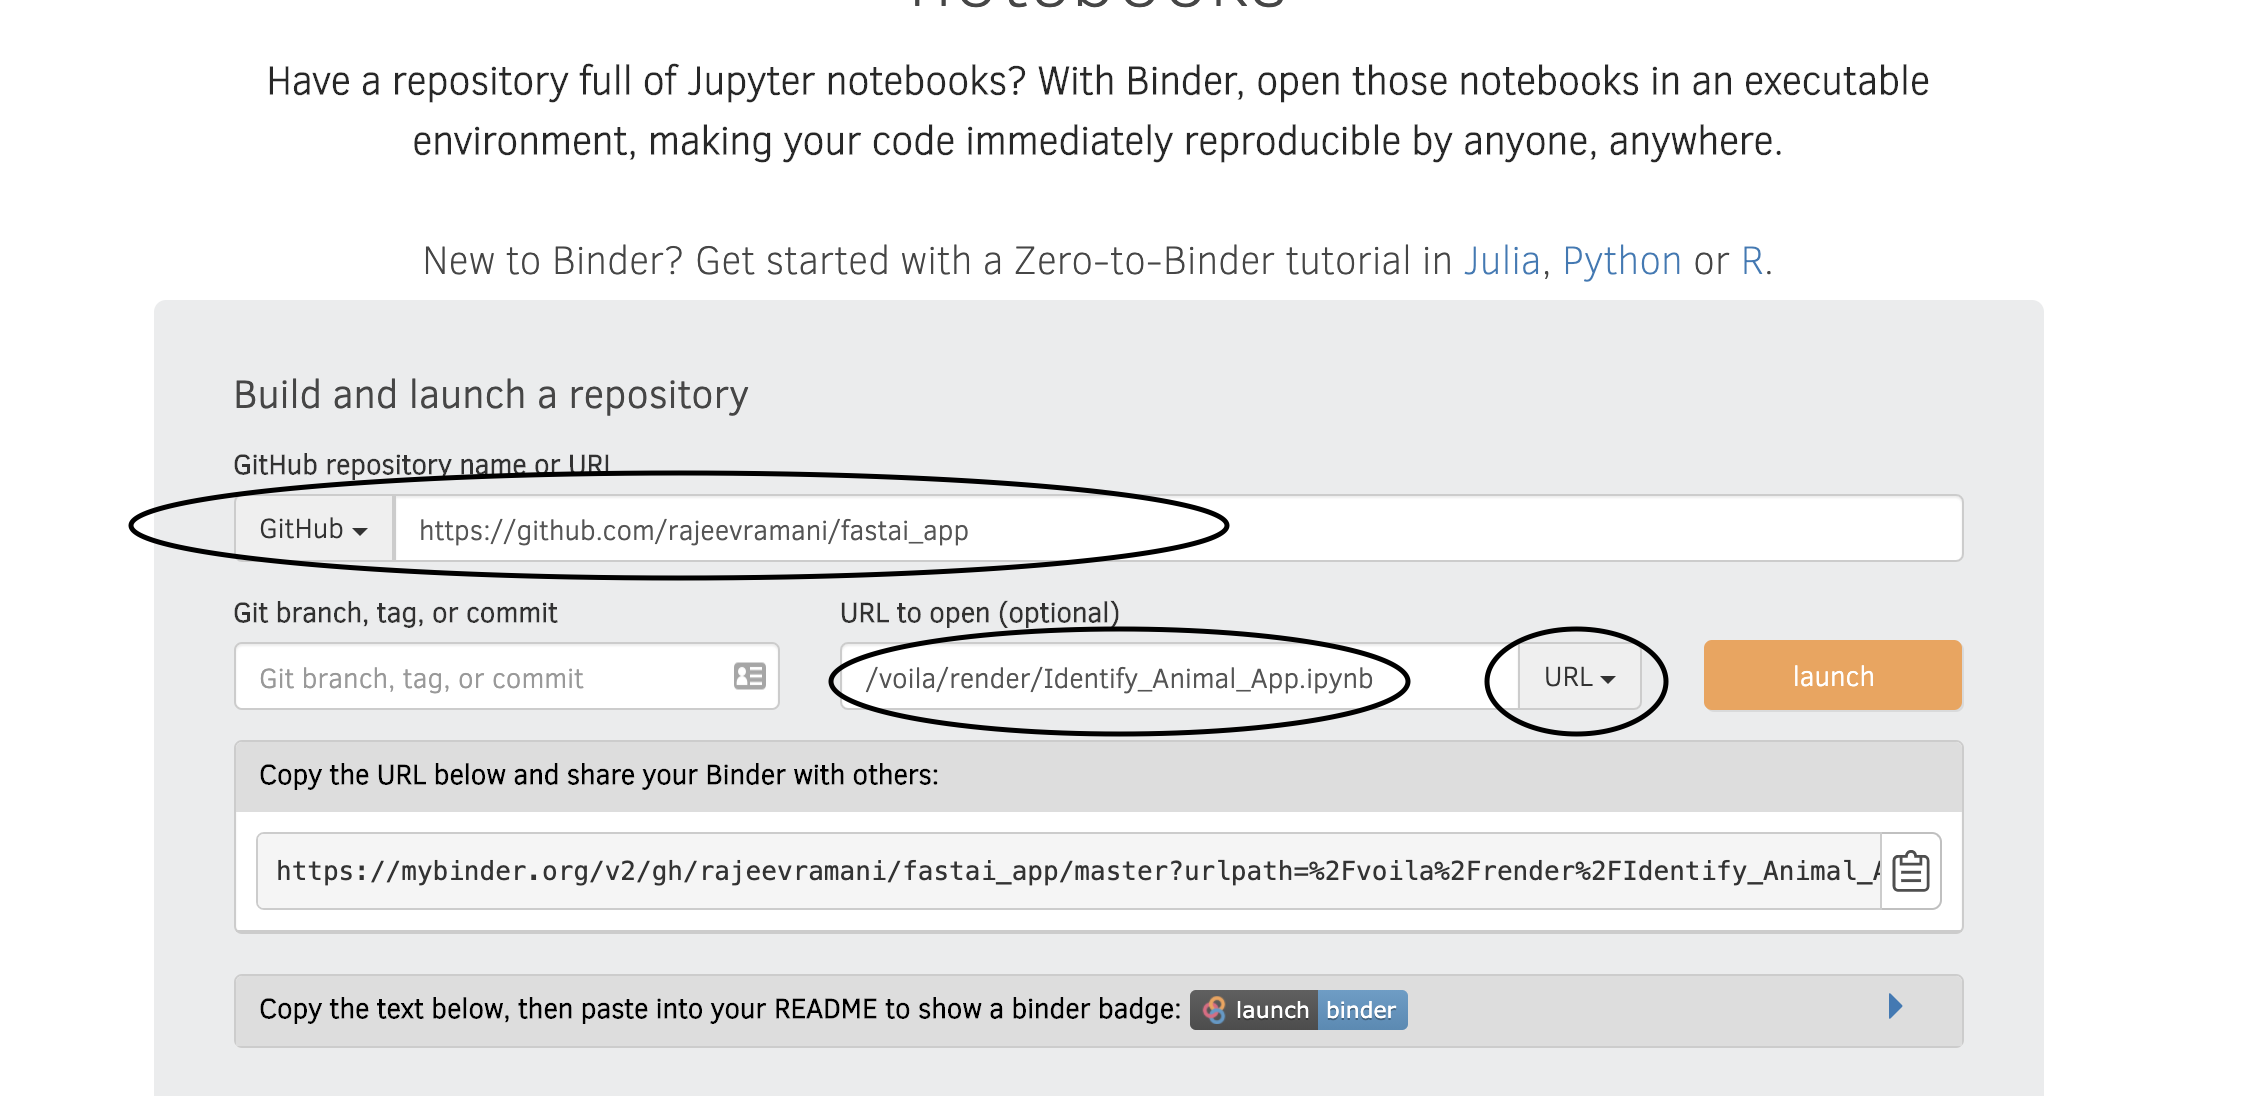 notebooks
Have a repository full of Jupyter notebooks? With Binder, open those notebooks in an executable
environment, making your code immediately reproducible by anyone, anywhere.
New to Binder? Get started with a Zero-to-Binder tutorial in Julia, Python or R.
Build and launch a repository
GitHub repository name or URL
GitHub https://github.com/rajeevramani/fastai_app
Git branch, tag, or commit URL to open (optional)
Git branch, tag, or commit /voila/render/Identify_Animal_App.ipynb URL launch
Copy the URL below and share your Binder with others:
https://mybinder.org/v2/gh/rajeevramani/fastai_app/master?urlpath=%2Fvoila%2Frender%2FIdentify_Animal_A
Copy the text below, then paste into your README to show a binder badge: launch binder